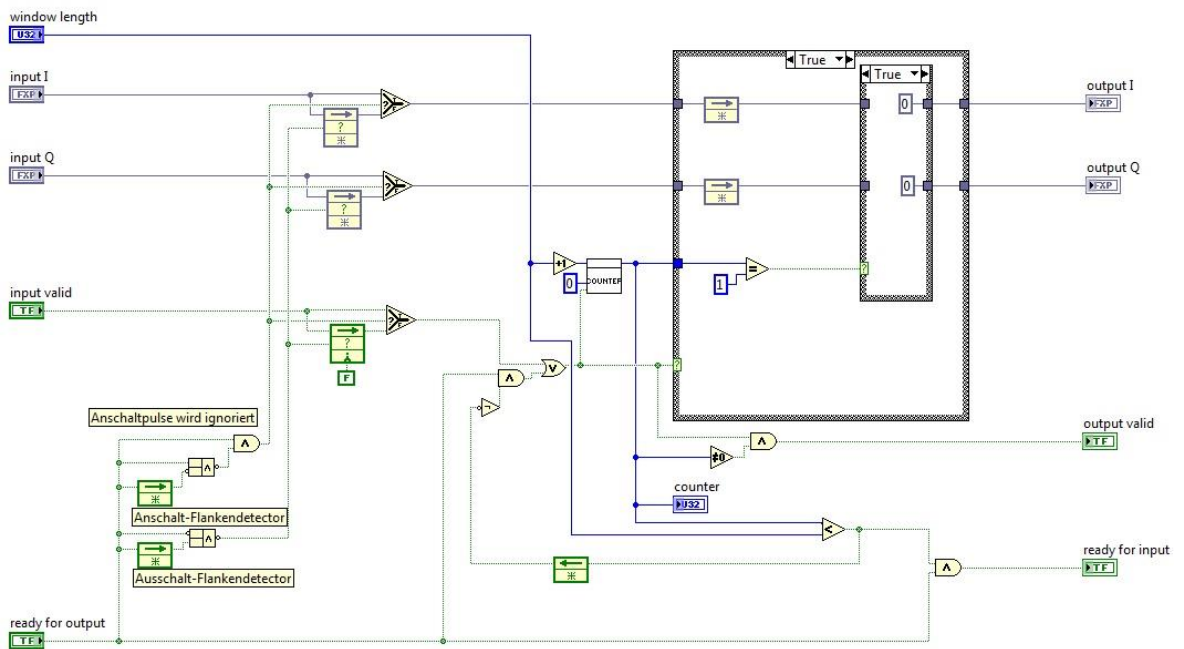 window length
U32
True
True
input I
FXP
?
?
output I
FXP
0
input Q
FXP
?
?
output Q
FXP
0
+1
0
COUNTER
=
1
?
input valid
TF
?
?
F
V
?
Λ
¬
Anschaltpulse wird ignoriert
Λ
Λ
output valid
TF
≠0
Λ
counter
U32
Anschalt-Flankendetector
<
Λ
ready for input
TF
Λ
Ausschalt-Flankendetector
ready for output
TF